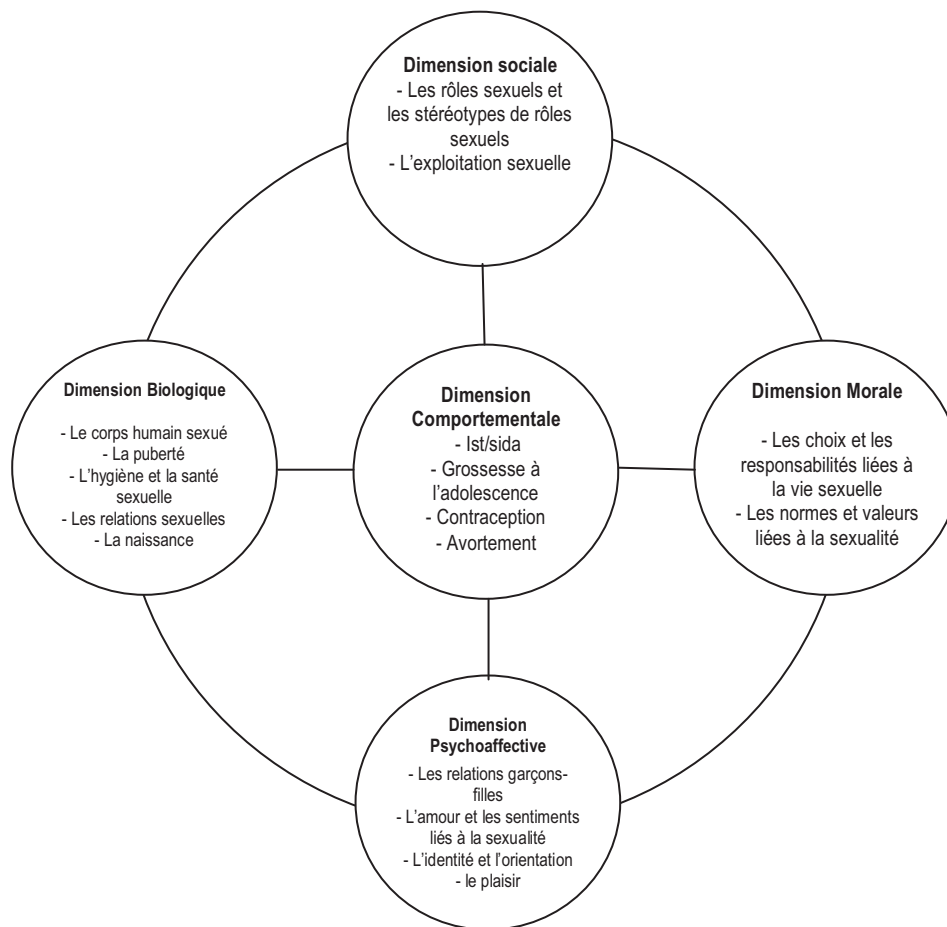 Dimension sociale
- Les rôles sexuels et
les stéréotypes de rôles
sexuels
- L'exploitation sexuelle
Dimension Biologique
- Le corps humain sexué
- La puberté
- L'hygiène et la santé
sexuelle
- Les relations sexuelles
- La naissance
Dimension
Comportementale
- Ist/sida
- Grossesse à
l'adolescence
- Contraception
- Avortement
Dimension Morale
- Les choix et les
responsabilités liées à
la vie sexuelle
- Les normes et valeurs
liées à la sexualité
Dimension
Psychoaffective
- Les relations garçons-
filles
- L'amour et les sentiments
liés à la sexualité
- L'identité et l'orientation
- le plaisir